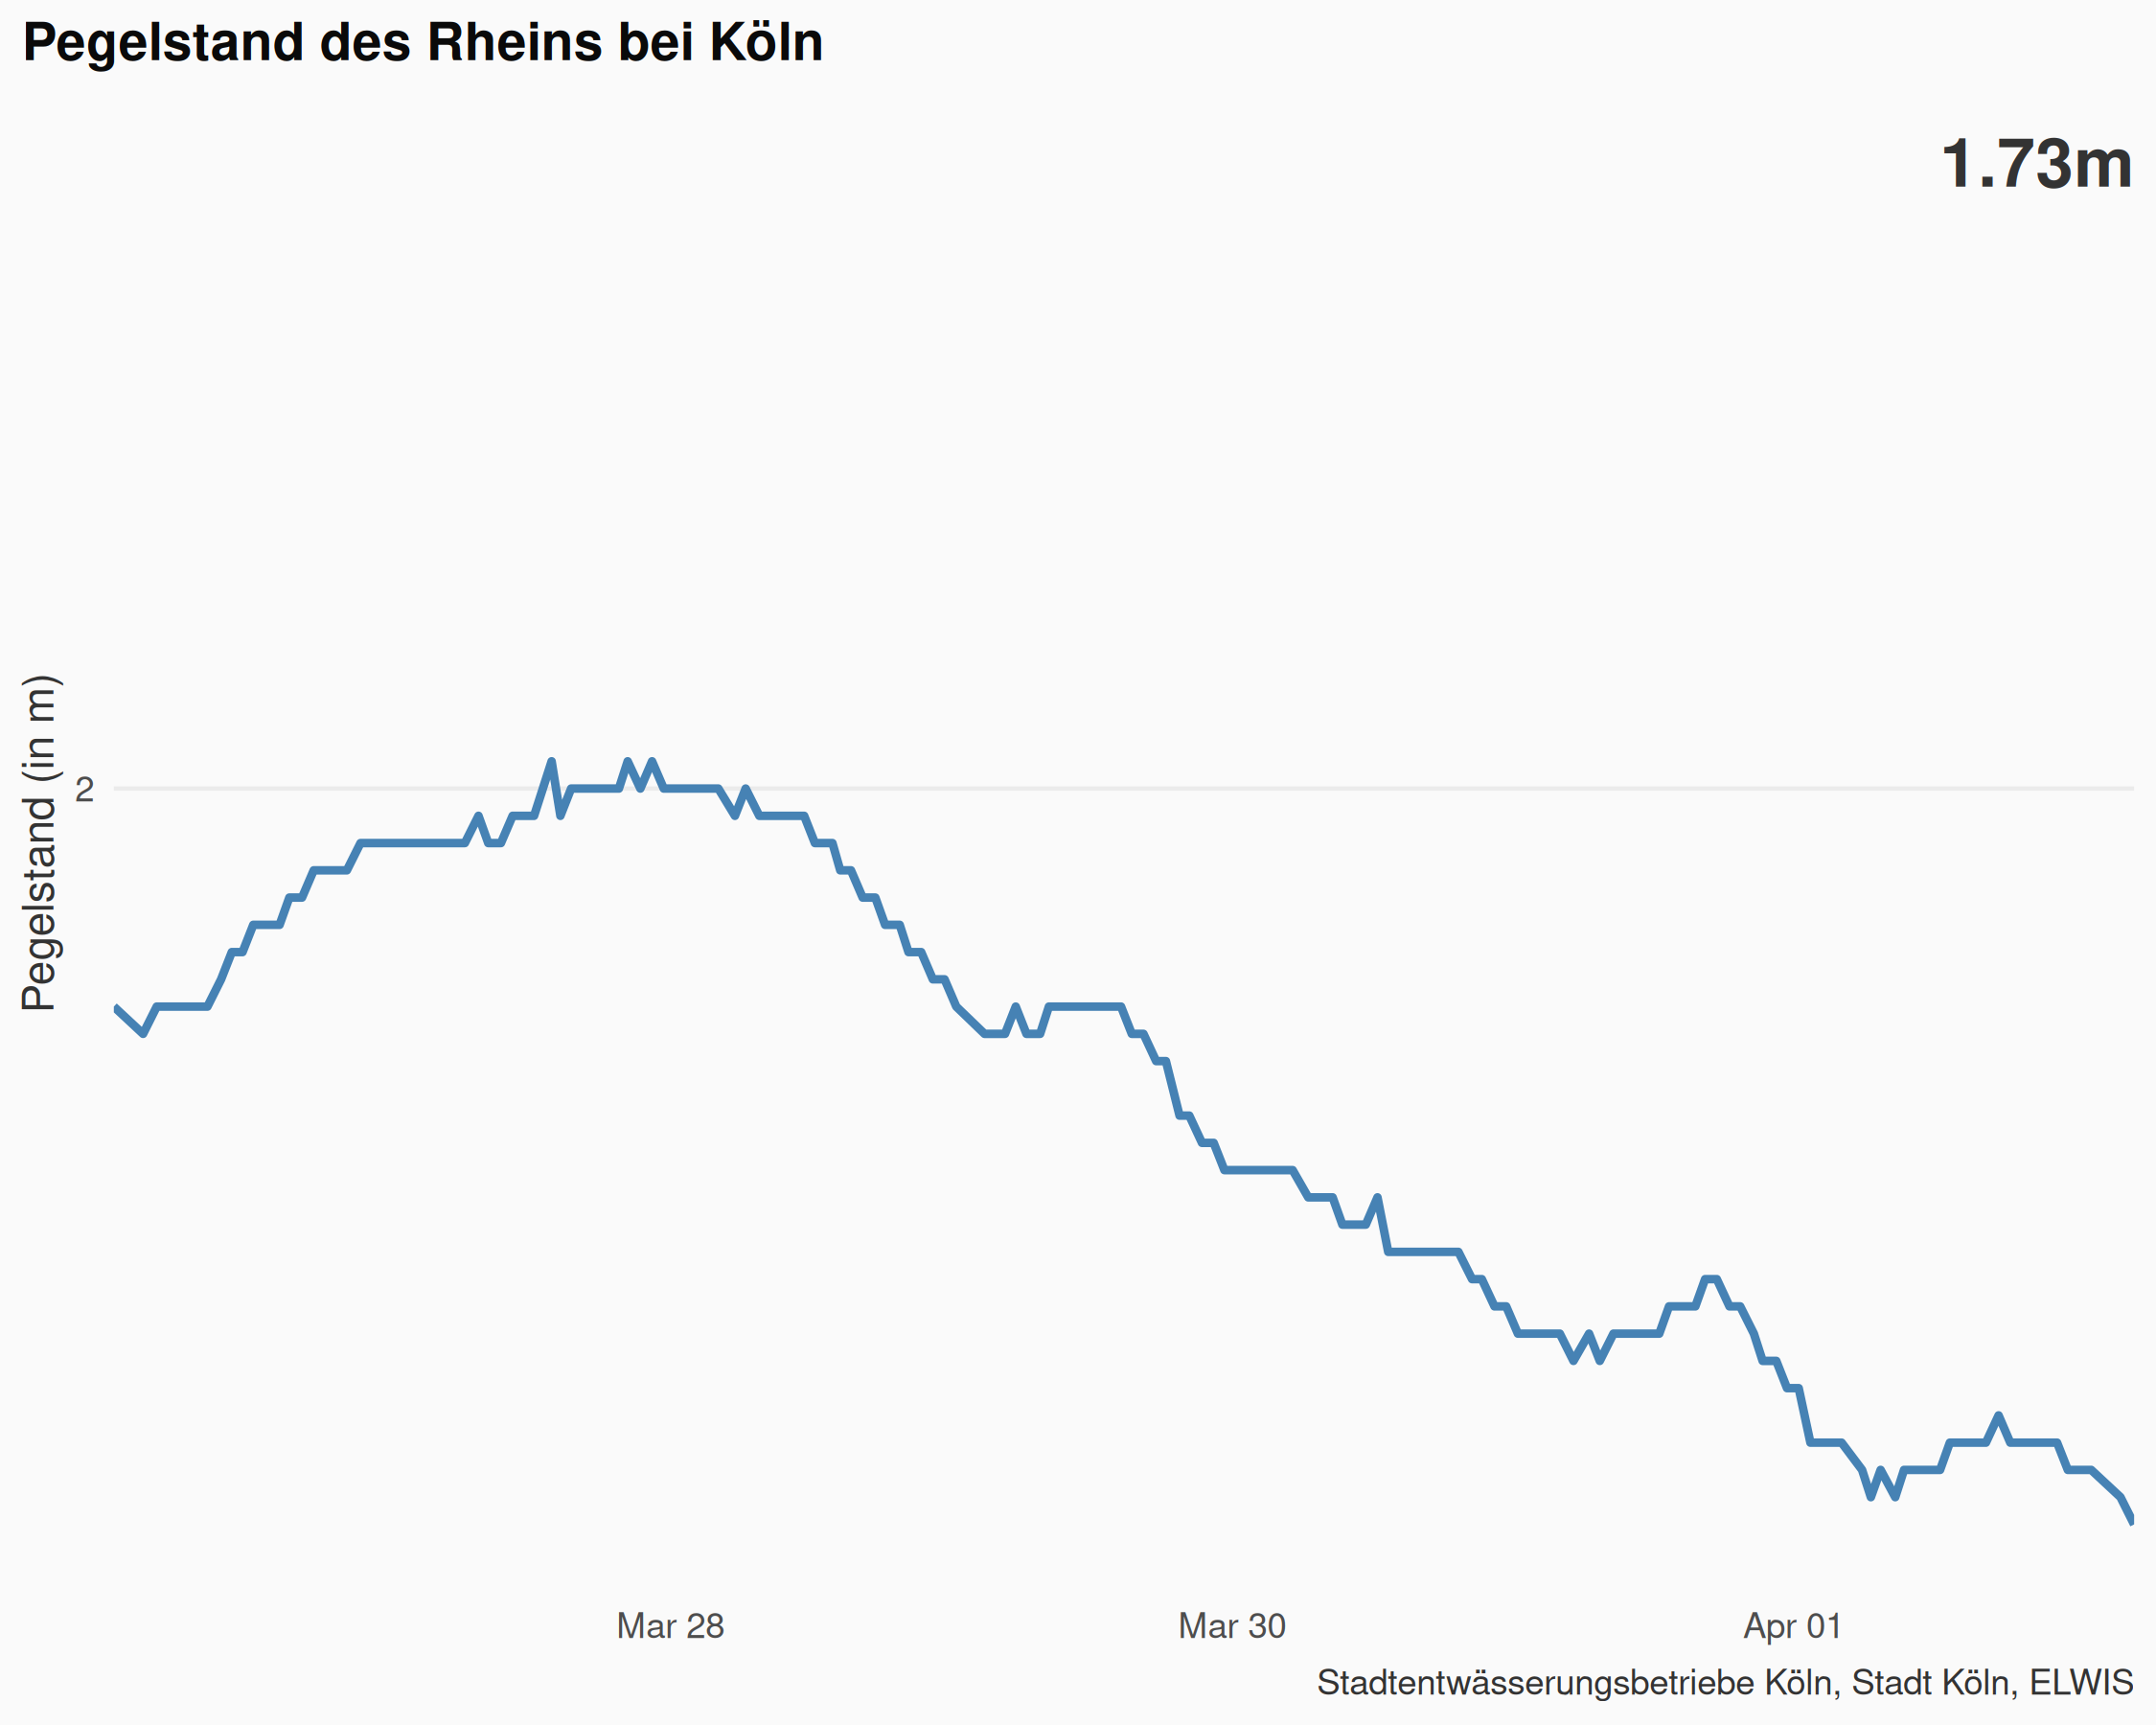 Pegelstand des Rheins bei Köln
1.73m
Pegelstand (in m)
2
Mar 28
Mar 30
Apr 01
Stadtentwässerungsbetriebe Köln, Stadt Köln, ELWIS